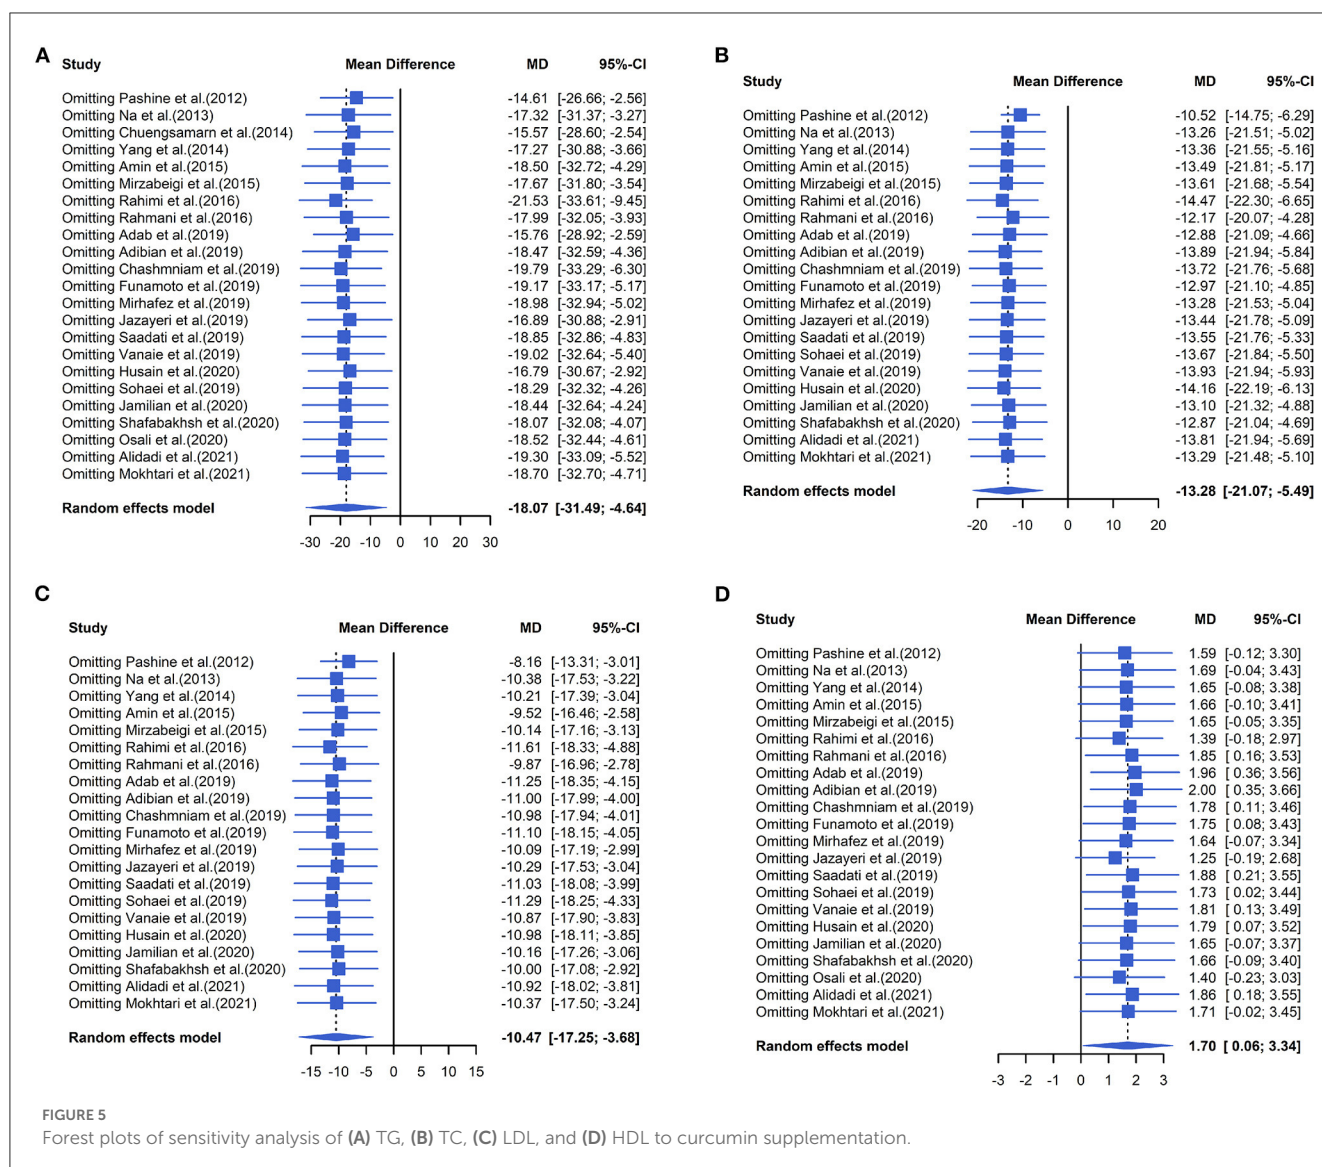 A
Study Mean Difference MD 95%-CI
Omitting Pashine et al.(2012) -14.61 [-26.66; -2.56]
Omitting Na et al.(2013) -17.32 [-31.37; -3.27]
Omitting Chuengsamarn et al.(2014) -15.57 [-28.60; -2.54]
Omitting Yang et al.(2014) -17.27 [-30.88; -3.66]
Omitting Amin et al.(2015) -18.50 [-32.72; -4.29]
Omitting Mirzabeigi et al.(2015) -17.67 [-31.80; -3.54]
Omitting Rahimi et al.(2016) -21.53 [-33.61; -9.45]
Omitting Rahmani et al.(2016) -17.99 [-32.05; -3.93]
Omitting Adab et al.(2019) -15.76 [-28.92; -2.59]
Omitting Adibian et al.(2019) -18.47 [-32.59; -4.36]
Omitting Chashmniam et al.(2019) -19.79 [-33.29; -6.30]
Omitting Funamoto et al.(2019) -19.17 [-33.17; -5.17]
Omitting Mirhafez et al.(2019) -18.98 [-32.94; -5.02]
Omitting Jazayeri et al.(2019) -16.89 [-30.88; -2.91]
Omitting Saadati et al.(2019) -18.85 [-32.86; -4.83]
Omitting Vanaie et al.(2019) -19.02 [-32.64; -5.40]
Omitting Husain et al.(2020) -16.79 [-30.67; -2.92]
Omitting Sohaei et al.(2019) -18.29 [-32.32; -4.26]
Omitting Jamilian et al.(2020) -18.44 [-32.64; -4.24]
Omitting Shafabakhsh et al.(2020) -18.07 [-32.08; -4.07]
Omitting Osali et al.(2020) -18.52 [-32.44; -4.61]
Omitting Alidadi et al.(2021) -19.30 [-33.09; -5.52]
Omitting Mokhtari et al.(2021) -18.70 [-32.70; -4.71]
Random effects model -18.07 [-31.49; -4.64]
-30 -20 -10 0 10 20 30
B
Study Mean Difference MD 95%-CI
Omitting Pashine et al.(2012) -10.52 [-14.75; -6.29]
Omitting Na et al.(2013) -13.26 [-21.51; -5.02]
Omitting Yang et al.(2014) -13.36 [-21.55; -5.16]
Omitting Amin et al.(2015) -13.49 [-21.81; -5.17]
Omitting Mirzabeigi et al.(2015) -13.61 [-21.68; -5.54]
Omitting Rahimi et al.(2016) -14.47 [-22.30; -6.65]
Omitting Rahmani et al.(2016) -12.17 [-20.07; -4.28]
Omitting Adab et al.(2019) -12.88 [-21.09; -4.66]
Omitting Adibian et al.(2019) -13.89 [-21.94; -5.84]
Omitting Chashmniam et al.(2019) -13.72 [-21.76; -5.68]
Omitting Funamoto et al.(2019) -12.97 [-21.10; -4.85]
Omitting Mirhafez et al.(2019) -13.28 [-21.53; -5.04]
Omitting Jazayeri et al.(2019) -13.44 [-21.78; -5.09]
Omitting Saadati et al.(2019) -13.55 [-21.76; -5.33]
Omitting Sohaei et al.(2019) -13.67 [-21.84; -5.50]
Omitting Vanaie et al.(2019) -13.93 [-21.94; -5.93]
Omitting Husain et al.(2020) -14.16 [-22.19; -6.13]
Omitting Jamilian et al.(2020) -13.10 [-21.32; -4.88]
Omitting Shafabakhsh et al.(2020) -12.87 [-21.04; -4.69]
Omitting Alidadi et al.(2021) -13.81 [-21.94; -5.69]
Omitting Mokhtari et al.(2021) -13.29 [-21.48; -5.10]
Random effects model -13.28 [-21.07; -5.49]
-20 -10 0 10 20
C
Study Mean Difference MD 95%-CI
Omitting Pashine et al.(2012) -8.16 [-13.31; -3.01]
Omitting Na et al.(2013) -10.38 [-17.53; -3.22]
Omitting Yang et al.(2014) -10.21 [-17.39; -3.04]
Omitting Amin et al.(2015) -9.52 [-16.46; -2.58]
Omitting Mirzabeigi et al.(2015) -10.14 [-17.16; -3.13]
Omitting Rahimi et al.(2016) -11.61 [-18.33; -4.88]
Omitting Rahmani et al.(2016) -9.87 [-16.96; -2.78]
Omitting Adab et al.(2019) -11.25 [-18.35; -4.15]
Omitting Adibian et al.(2019) -11.00 [-17.99; -4.00]
Omitting Chashmniam et al.(2019) -10.98 [-17.94; -4.01]
Omitting Funamoto et al.(2019) -11.10 [-18.15; -4.05]
Omitting Mirhafez et al.(2019) -10.09 [-17.19; -2.99]
Omitting Jazayeri et al.(2019) -10.29 [-17.53; -3.04]
Omitting Saadati et al.(2019) -11.03 [-18.08; -3.99]
Omitting Sohaei et al.(2019) -11.29 [-18.25; -4.33]
Omitting Vanaie et al.(2019) -10.87 [-17.90; -3.83]
Omitting Husain et al.(2020) -10.98 [-18.11; -3.85]
Omitting Jamilian et al.(2020) -10.16 [-17.26; -3.06]
Omitting Shafabakhsh et al.(2020) -10.00 [-17.08; -2.92]
Omitting Alidadi et al.(2021) -10.92 [-18.02; -3.81]
Omitting Mokhtari et al.(2021) -10.37 [-17.50; -3.24]
Random effects model -10.47 [-17.25; -3.68]
-15 -10 -5 0 5 10 15
D
Study Mean Difference MD 95%-CI
Omitting Pashine et al.(2012) 1.59 [-0.12; 3.30]
Omitting Na et al.(2013) 1.69 [-0.04; 3.43]
Omitting Yang et al.(2014) 1.65 [-0.08; 3.38]
Omitting Amin et al.(2015) 1.66 [-0.10; 3.41]
Omitting Mirzabeigi et al.(2015) 1.65 [-0.05; 3.35]
Omitting Rahimi et al.(2016) 1.39 [-0.18; 2.97]
Omitting Rahmani et al.(2016) 1.85 [ 0.16; 3.53]
Omitting Adab et al.(2019) 1.96 [ 0.36; 3.56]
Omitting Adibian et al.(2019) 2.00 [ 0.35; 3.66]
Omitting Chashmniam et al.(2019) 1.78 [ 0.11; 3.46]
Omitting Funamoto et al.(2019) 1.75 [ 0.08; 3.43]
Omitting Mirhafez et al.(2019) 1.64 [-0.07; 3.34]
Omitting Jazayeri et al.(2019) 1.25 [-0.19; 2.68]
Omitting Saadati et al.(2019) 1.88 [ 0.21; 3.55]
Omitting Sohaei et al.(2019) 1.73 [ 0.02; 3.44]
Omitting Vanaie et al.(2019) 1.81 [ 0.13; 3.49]
Omitting Husain et al.(2020) 1.79 [ 0.07; 3.52]
Omitting Jamilian et al.(2020) 1.65 [-0.07; 3.37]
Omitting Shafabakhsh et al.(2020) 1.66 [-0.09; 3.40]
Omitting Osali et al.(2020) 1.40 [-0.23; 3.03]
Omitting Alidadi et al.(2021) 1.86 [ 0.18; 3.55]
Omitting Mokhtari et al.(2021) 1.71 [-0.02; 3.45]
Random effects model 1.70 [ 0.06; 3.34]
-3 -2 -1 0 1 2 3
FIGURE 5
Forest plots of sensitivity analysis of (A) TG, (B) TC, (C) LDL, and (D) HDL to curcumin supplementation.